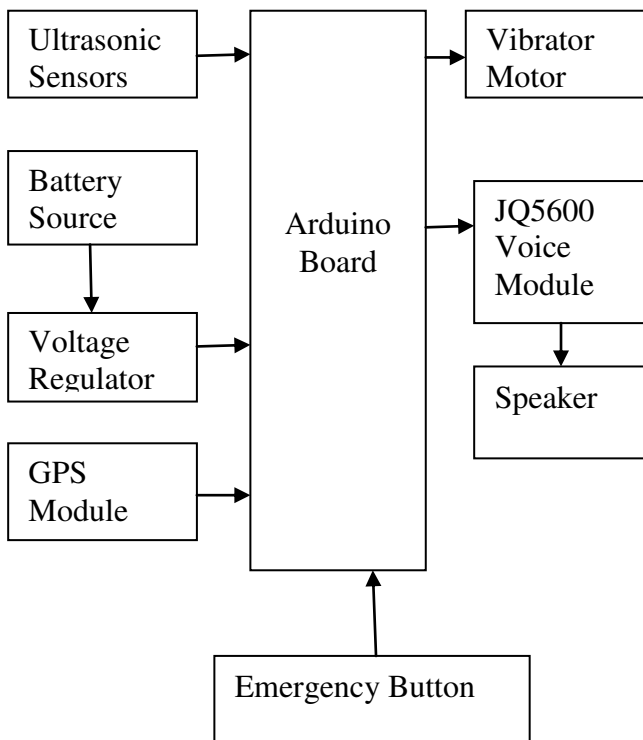 Ultrasonic
Sensors
Vibrator
Motor
Battery
Source
Arduino
Board
JQ5600
Voice
Module
Voltage
Regulator
Speaker
GPS
Module
Emergency Button